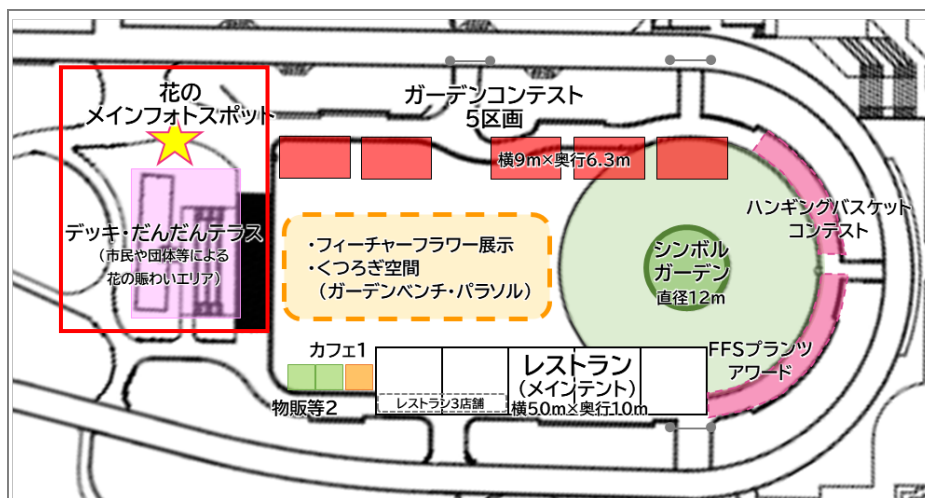 花の
メインフォトスポット
ガーデンコンテスト
5区画
横9m×奥行6.3m
ハンギングバスケット
コンテスト
デッキ・だんだんテラス
（市民や団体等による
花の賑わいエリア）
・フィーチャーフラワー展示
・くつろぎ空間
（ガーデンベンチ・パラソル）
シンボル
ガーデン
直径12m
FFSプランツ
アワード
カフェ1
物販等2
レストラン
（メインテント）
レストラン3店舗
横50m×奥行10m